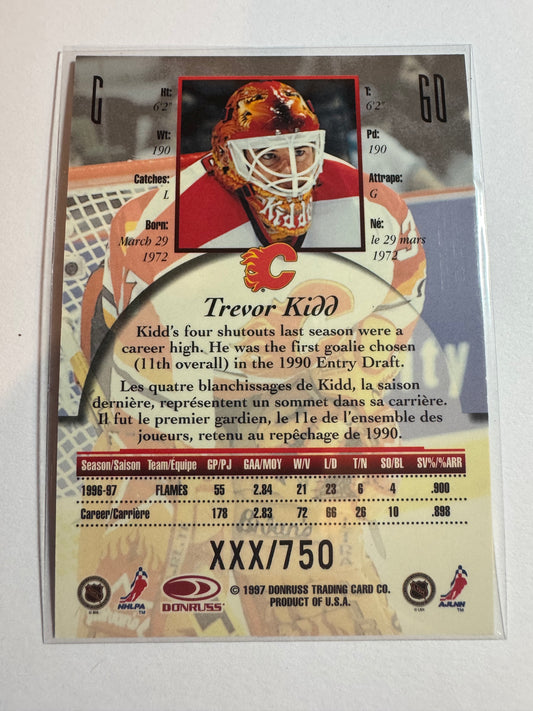 G GD
Ht: T:
6'2" 6'2"
Wt: Pd:
190 190
Catches: Attrape:
L G
Born: Né:
March 29 le 29 mars
1972 1972
Kidd
C
Trevor Kidd
Kidd's four shutouts last season were a
career high. He was the first goalie chosen
(11th overall) in the 1990 Entry Draft.
Les quatre blanchissages de Kidd, la saison
dernière, représentent un sommet dans sa carrière.
Il fut le premier gardien, le 11e de l'ensemble des
joueurs, retenu au repêchage de 1990.
Season/Saison Team/Équipe GP/PJ GAA/MOY W/V L/D T/N SO/BL SV%/%ARR
1996-97 FLAMES 55 2.84 21 23 6 4 .900
Career/Carrière 178 2.83 72 66 26 10 .898
XXX/750
NHLPA DONRUSS © 1997 DONRUSS TRADING CARD CO. AJLNH
PRODUCT OF U.S.A.